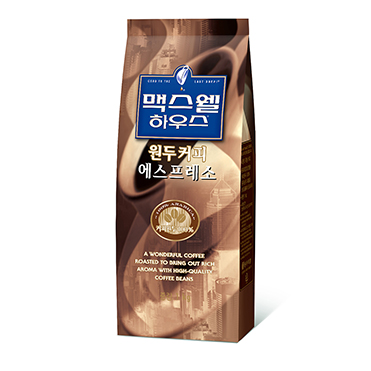 GOOD TO THE LAST DROP!®
맥스웰
하우스
원두커피
에스프레소
100% ARABICAS
커피원두 100%
A WONDERFUL COFFEE
ROASTED TO BRING OUT RICH
AROMA WITH HIGH-QUALITY
COFFEE BEANS